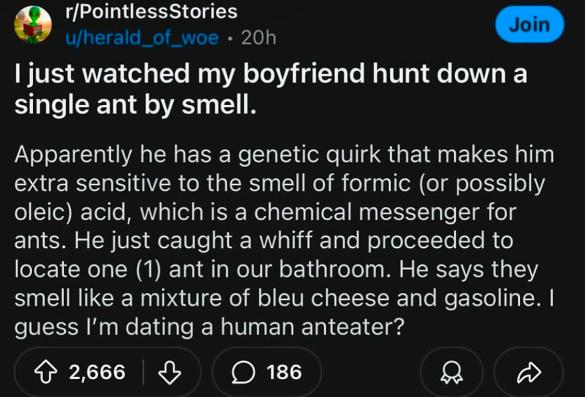 r/PointlessStories
u/herald_of_woe • 20h
Join
I just watched my boyfriend hunt down a
single ant by smell.
Apparently he has a genetic quirk that makes him
extra sensitive to the smell of formic (or possibly
oleic) acid, which is a chemical messenger for
ants. He just caught a whiff and proceeded to
locate one (1) ant in our bathroom. He says they
smell like a mixture of bleu cheese and gasoline. I
guess I’m dating a human anteater?
2,666
186